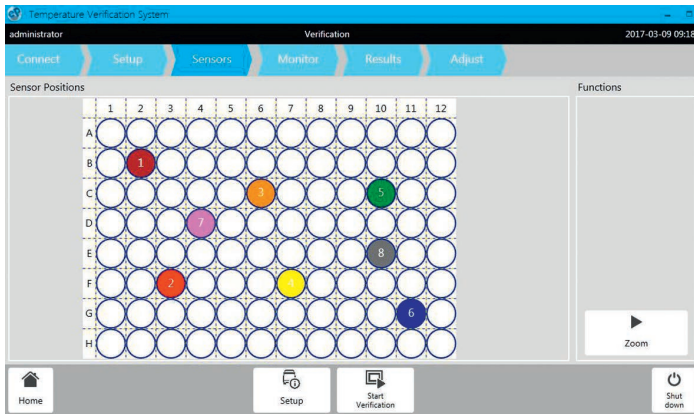 Temperature Verification System
administrator Verification 2017-03-09 09:18
Connect Setup Sensors Monitor Results Adjust
Sensor Positions Functions
1 2 3 4 5 6 7 8 9 10 11 12
A
B 1
C 3 5
D 7
E 8
F 2 4
G 6
H
Zoom
Home Setup Start Verification Shut down